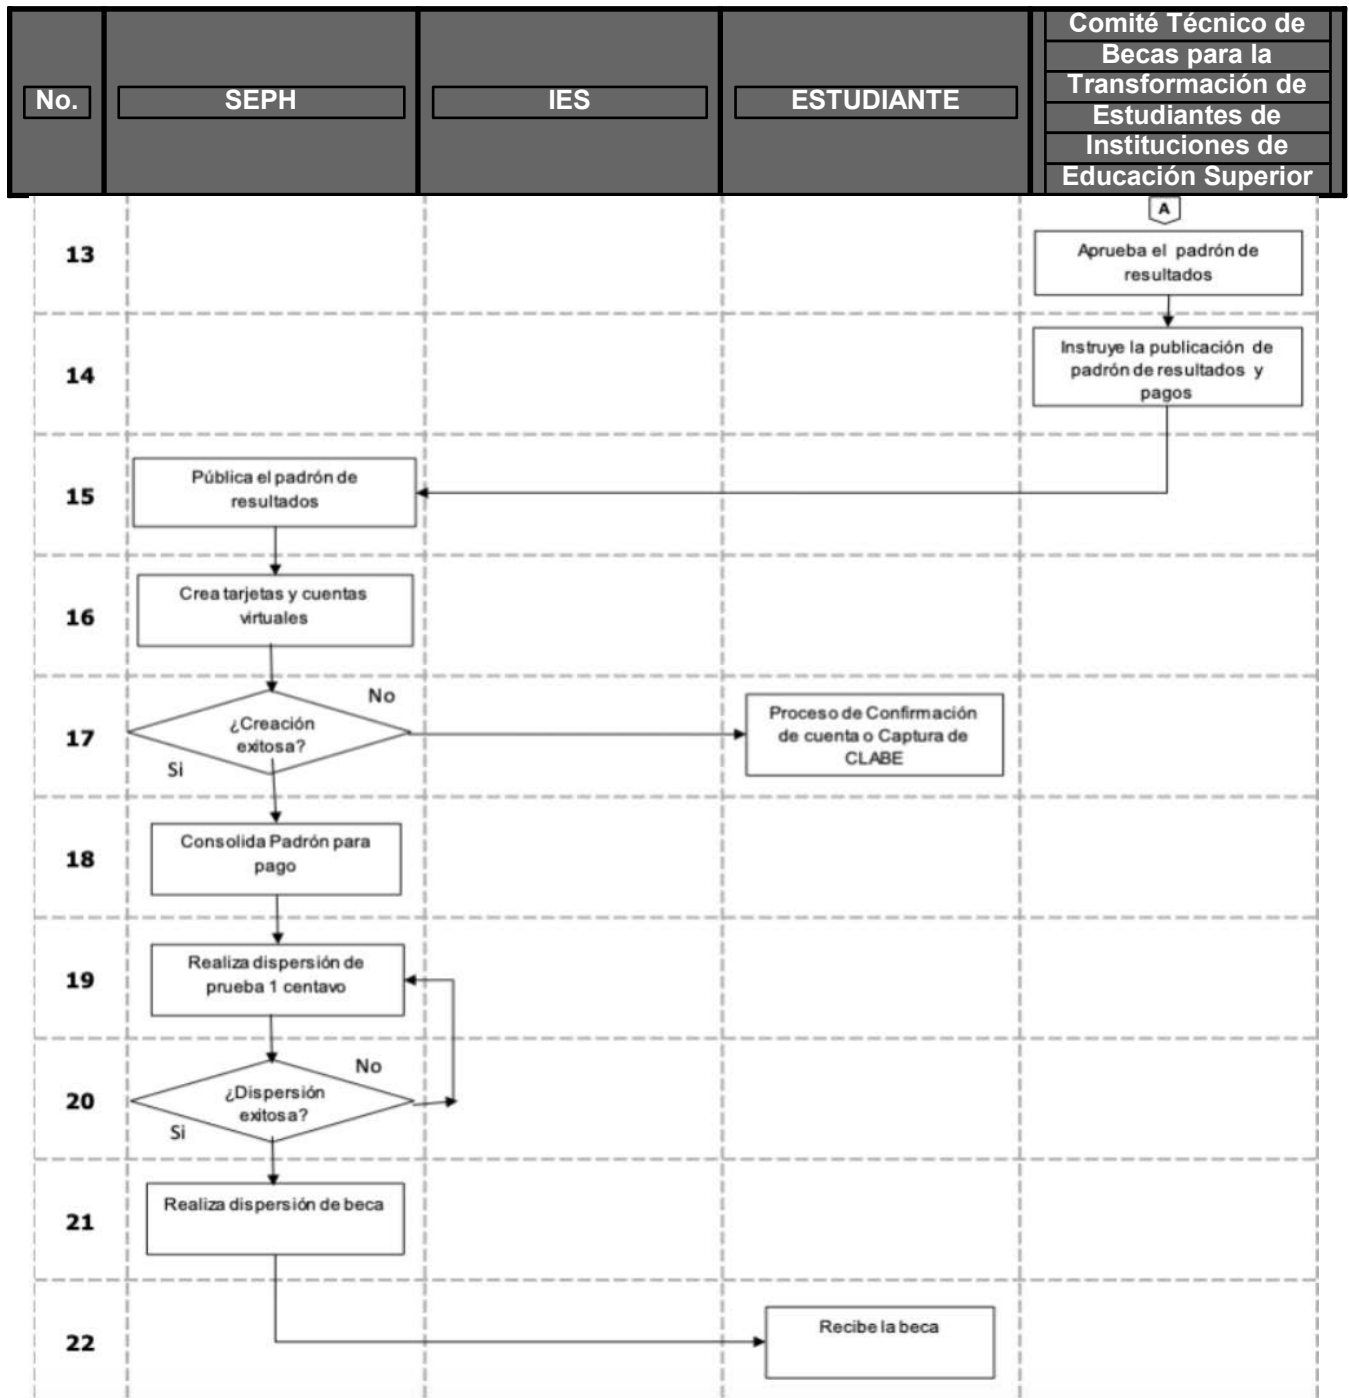 No.
SEPH
IES
ESTUDIANTE
Comité Técnico de
Becas para la
Transformación de
Estudiantes de
Instituciones de
Educación Superior
A
13
Aprueba el padrón de
resultados
14
Instruye la publicación de
padrón de resultados y
pagos
15
Pública el padrón de
resultados
16
Crea tarjetas y cuentas
virtuales
17
¿Creación
exitosa?
No
Si
Proceso de Confirmación
de cuenta o Captura de
CLABE
18
Consolida Padrón para
pago
19
Realiza dispersión de
prueba 1 centavo
20
¿Dispersión
exitosa?
No
Si
21
Realiza dispersión de beca
22
Recibe la beca